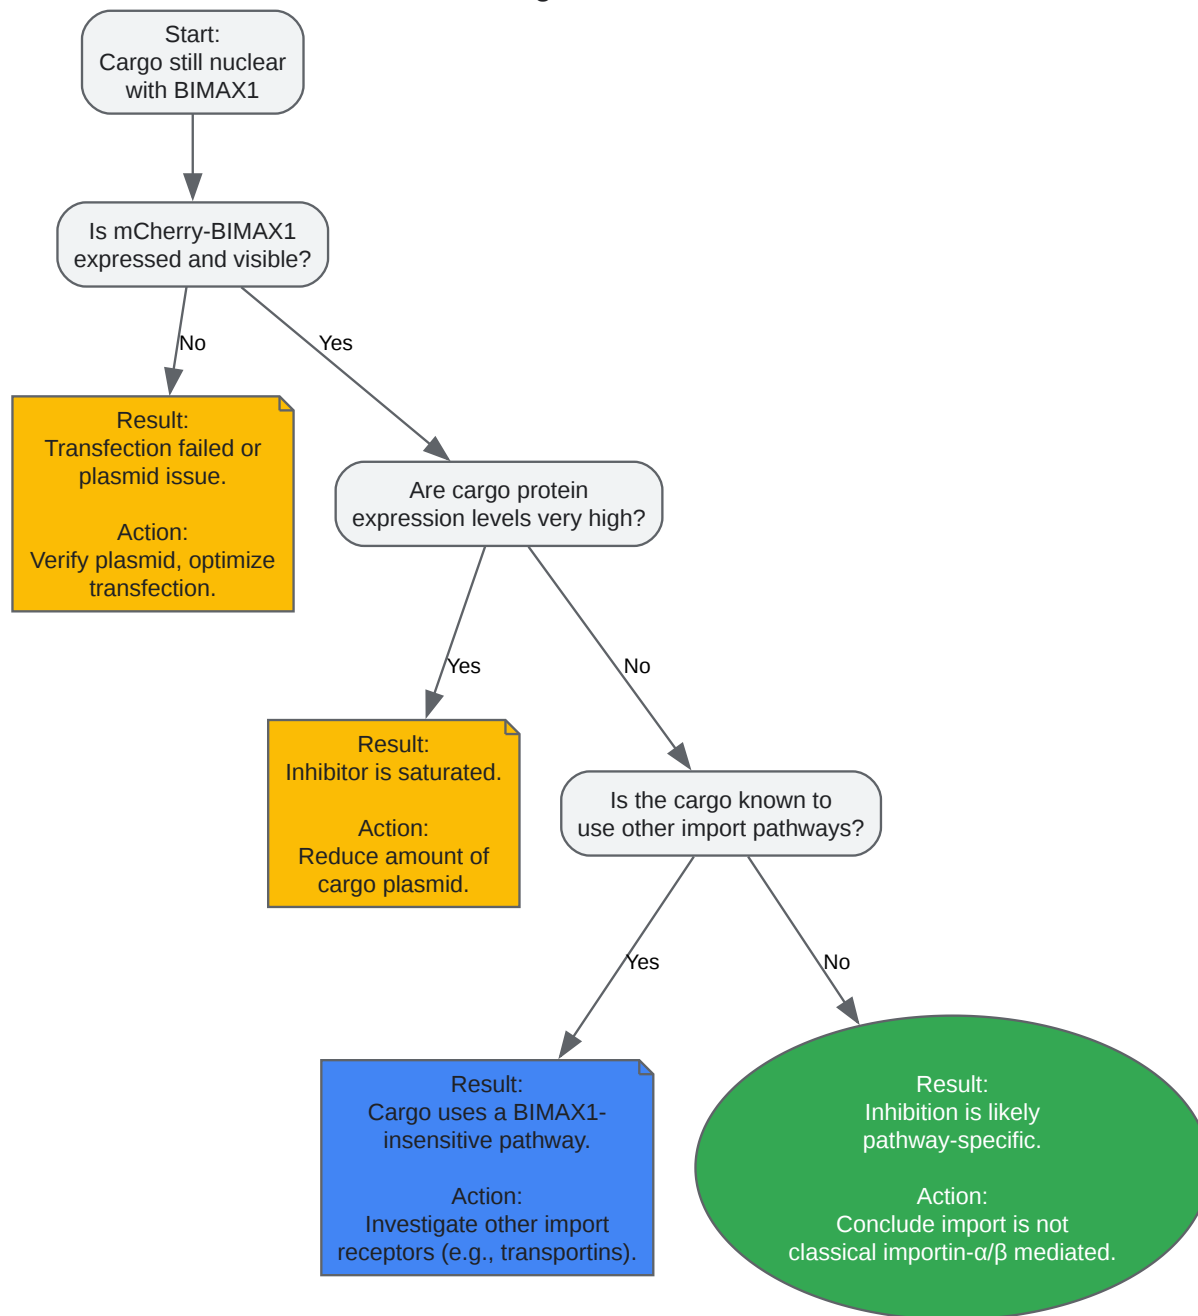 Start:
Cargo still nuclear
with BIMAX1
Is mCherry-BIMAX1
expressed and visible?
No
Yes
Result:
Transfection failed or
plasmid issue.
Action:
Verify plasmid, optimize
transfection.
Are cargo protein
expression levels very high?
Yes
No
Result:
Inhibitor is saturated.
Action:
Reduce amount of
cargo plasmid.
Is the cargo known to
use other import pathways?
Yes
No
Result:
Cargo uses a BIMAX1-
insensitive pathway.
Action:
Investigate other import
receptors (e.g., transportins).
Result:
Inhibition is likely
pathway-specific.
Action:
Conclude import is not
classical importin-α/β mediated.